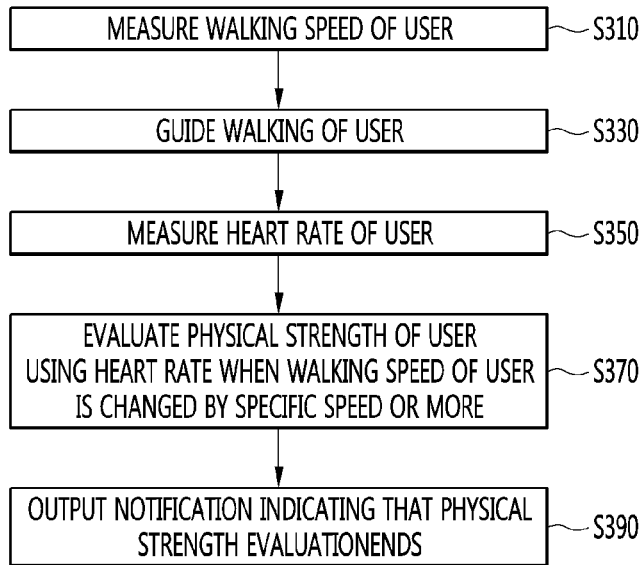 MEASURE WALKING SPEED OF USER
S310
GUIDE WALKING OF USER
S330
MEASURE HEART RATE OF USER
S350
EVALUATE PHYSICAL STRENGTH OF USER
USING HEART RATE WHEN WALKING SPEED OF USER
IS CHANGED BY SPECIFIC SPEED OR MORE
S370
OUTPUT NOTIFICATION INDICATING THAT PHYSICAL
STRENGTH EVALUATIONENDS
S390